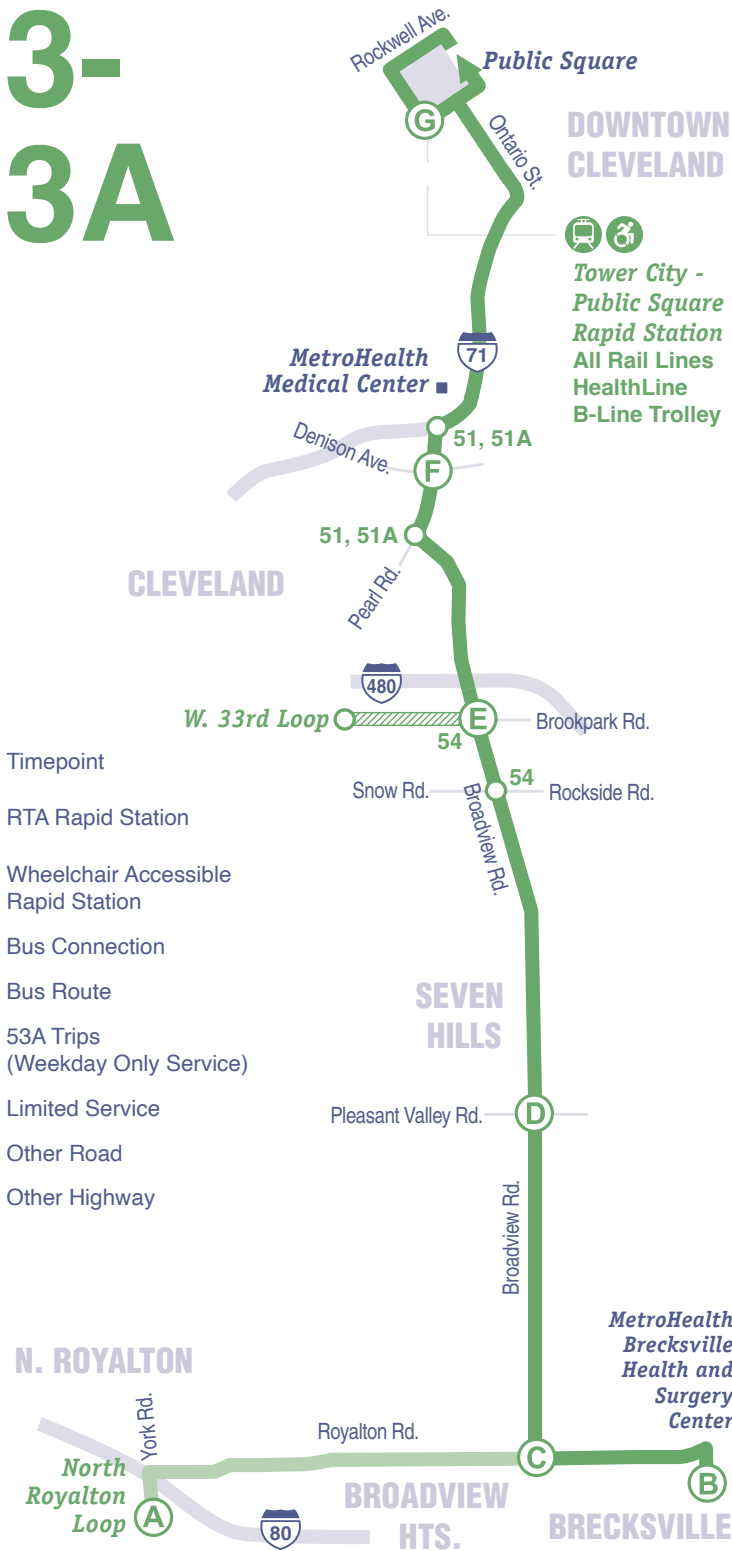 3-
3A
Rockwell Ave.
Public Square
G
Ontario St.
DOWNTOWN
CLEVELAND
Tower City -
Public Square
Rapid Station
All Rail Lines
HealthLine
B-Line Trolley
71
MetroHealth
Medical Center
51, 51A
Denison Ave.
F
51, 51A
Pearl Rd.
CLEVELAND
480
W. 33rd Loop
E
54
Brookpark Rd.
54
Snow Rd.
Rockside Rd.
Broadview Rd.
Timepoint
RTA Rapid Station
Wheelchair Accessible
Rapid Station
Bus Connection
Bus Route
53A Trips
(Weekday Only Service)
Limited Service
Other Road
Other Highway
SEVEN
HILLS
Pleasant Valley Rd.
D
Broadview Rd.
MetroHealth
Brecksville
Health and
Surgery
Center
N. ROYALTON
York Rd.
Royalton Rd.
C
B
North
Royalton
Loop
A
80
BROADVIEW
HTS.
BRECKSVILLE